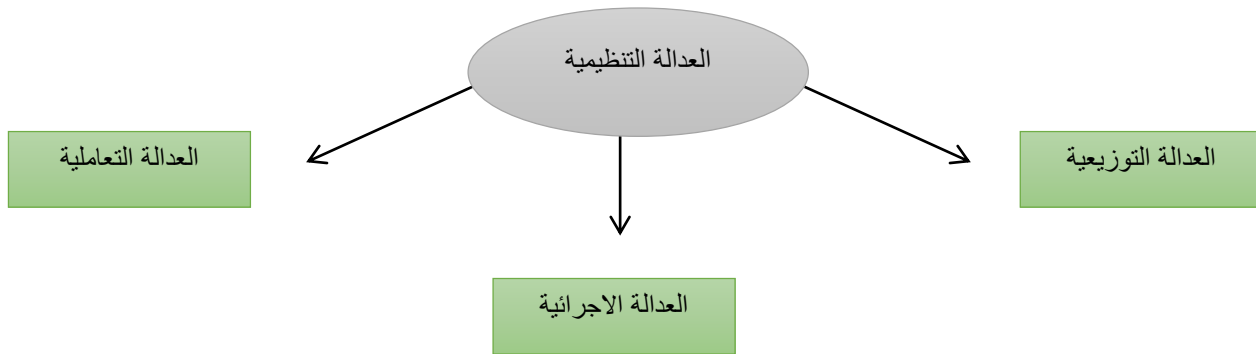 العدالة التنظيمية
العدالة التوزيعية
العدالة التعاملية
العدالة الاجرائية